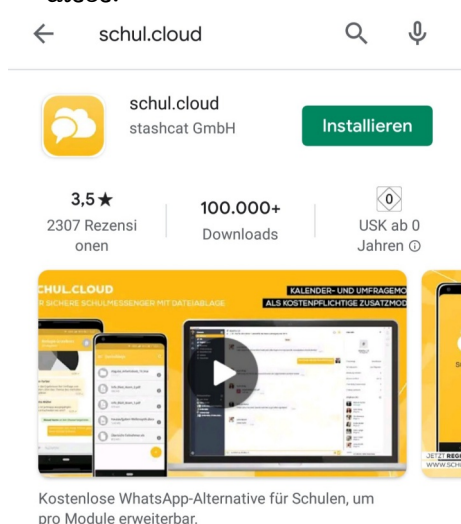 schul.cloud
schul.cloud
stashcat GmbH
Installieren
3,5★
2307 Rezensi
onen
100.000+
Downloads
0
USK ab 0
Jahren
CHUL.CLOUD
R SICHERE SCHULMESSENGER MIT DATEIABLAGE
KALENDER- UND UMFRAGEMO
ALS KOSTENPFLICHTIGE ZUSATZMOD
JETZT REG
WWW.SCH
Kostenlose WhatsApp-Alternative für Schulen, um
pro Module erweiterbar.